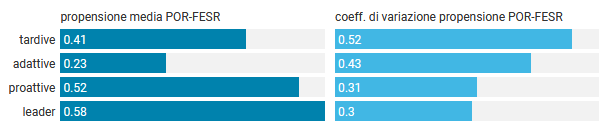 propensione media POR-FESR coeff. di variazione propensione POR-FESR
tardive 0.41 0.52
adattive 0.23 0.43
proattive 0.52 0.31
leader 0.58 0.3